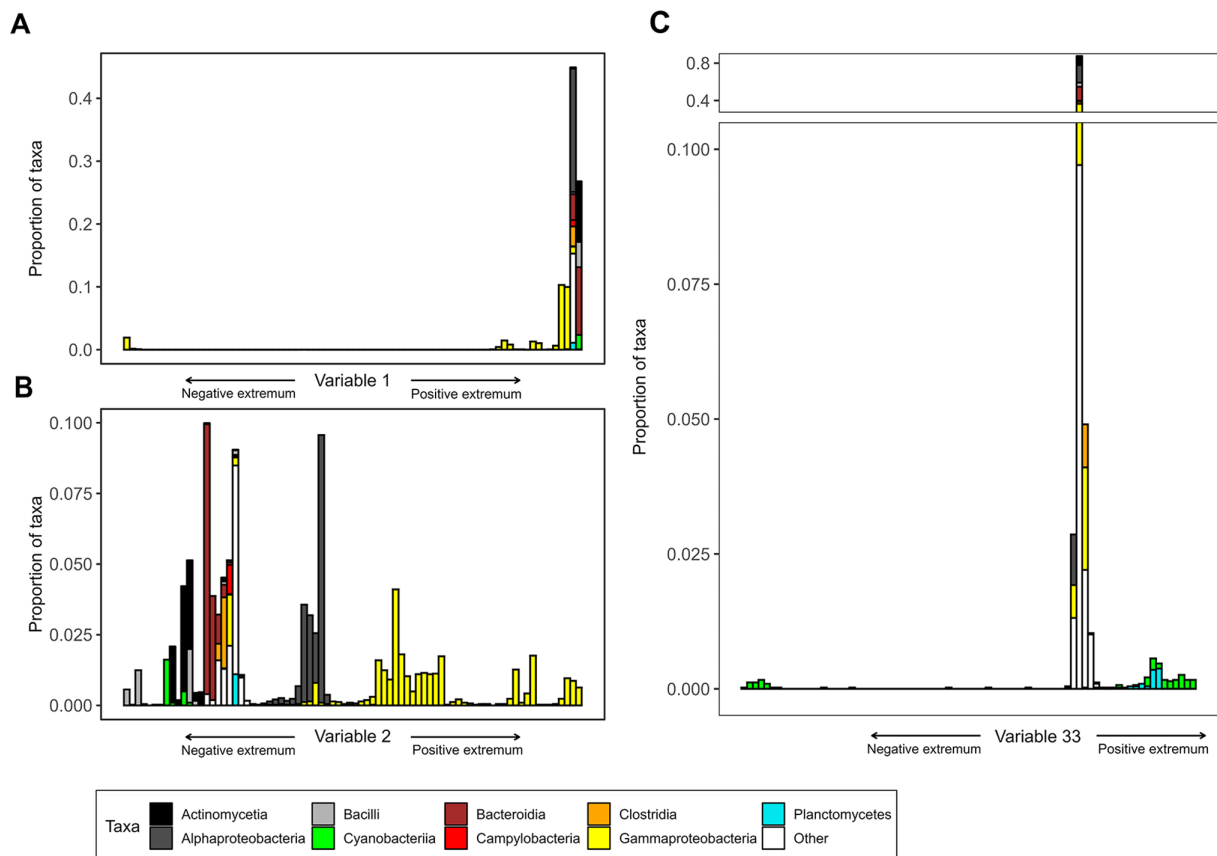 A
Proportion of taxa
0.4
0.3
0.2
0.1
0.0
Variable 1
Negative extremum Positive extremum
B
Proportion of taxa
0.100
0.075
0.050
0.025
0.000
Variable 2
Negative extremum Positive extremum
C
Proportion of taxa
0.8
0.4
0.100
0.075
0.050
0.025
0.000
Variable 33
Negative extremum Positive extremum
Taxa
Actinomycetia Bacilli Bacteroidia Clostridia Planctomycetes
Alphaproteobacteria Cyanobacteriia Campylobacteria Gammaproteobacteria Other